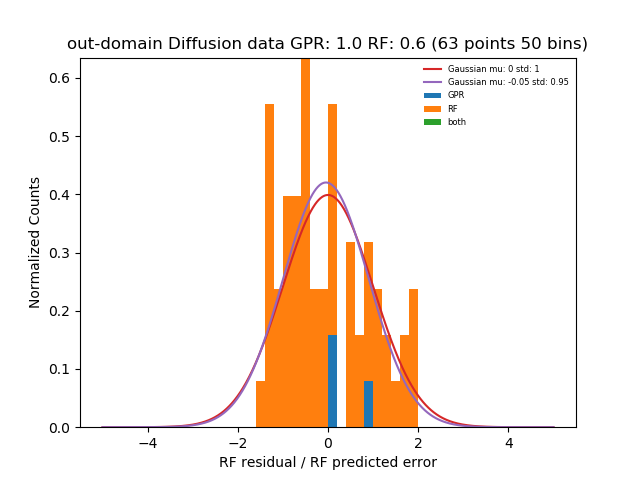 out-domain Diffusion data GPR: 1.0 RF: 0.6 (63 points 50 bins)
Gaussian mu: 0 std: 1
Gaussian mu: -0.05 std: 0.95
GPR
RF
both
Normalized Counts
0.6
0.5
0.4
0.3
0.2
0.1
0.0
−4
−2
0
2
4
RF residual / RF predicted error